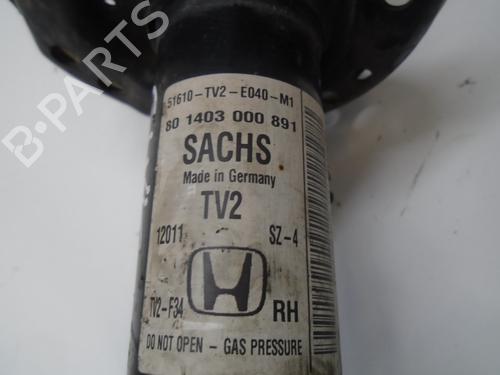 51610-TV2-E040-M1
80 1403 000 891
SACHS
Made in Germany
TV2
12011 SZ-4
TV2-F34 RH
DO NOT OPEN - GAS PRESSURE
B-PARTS